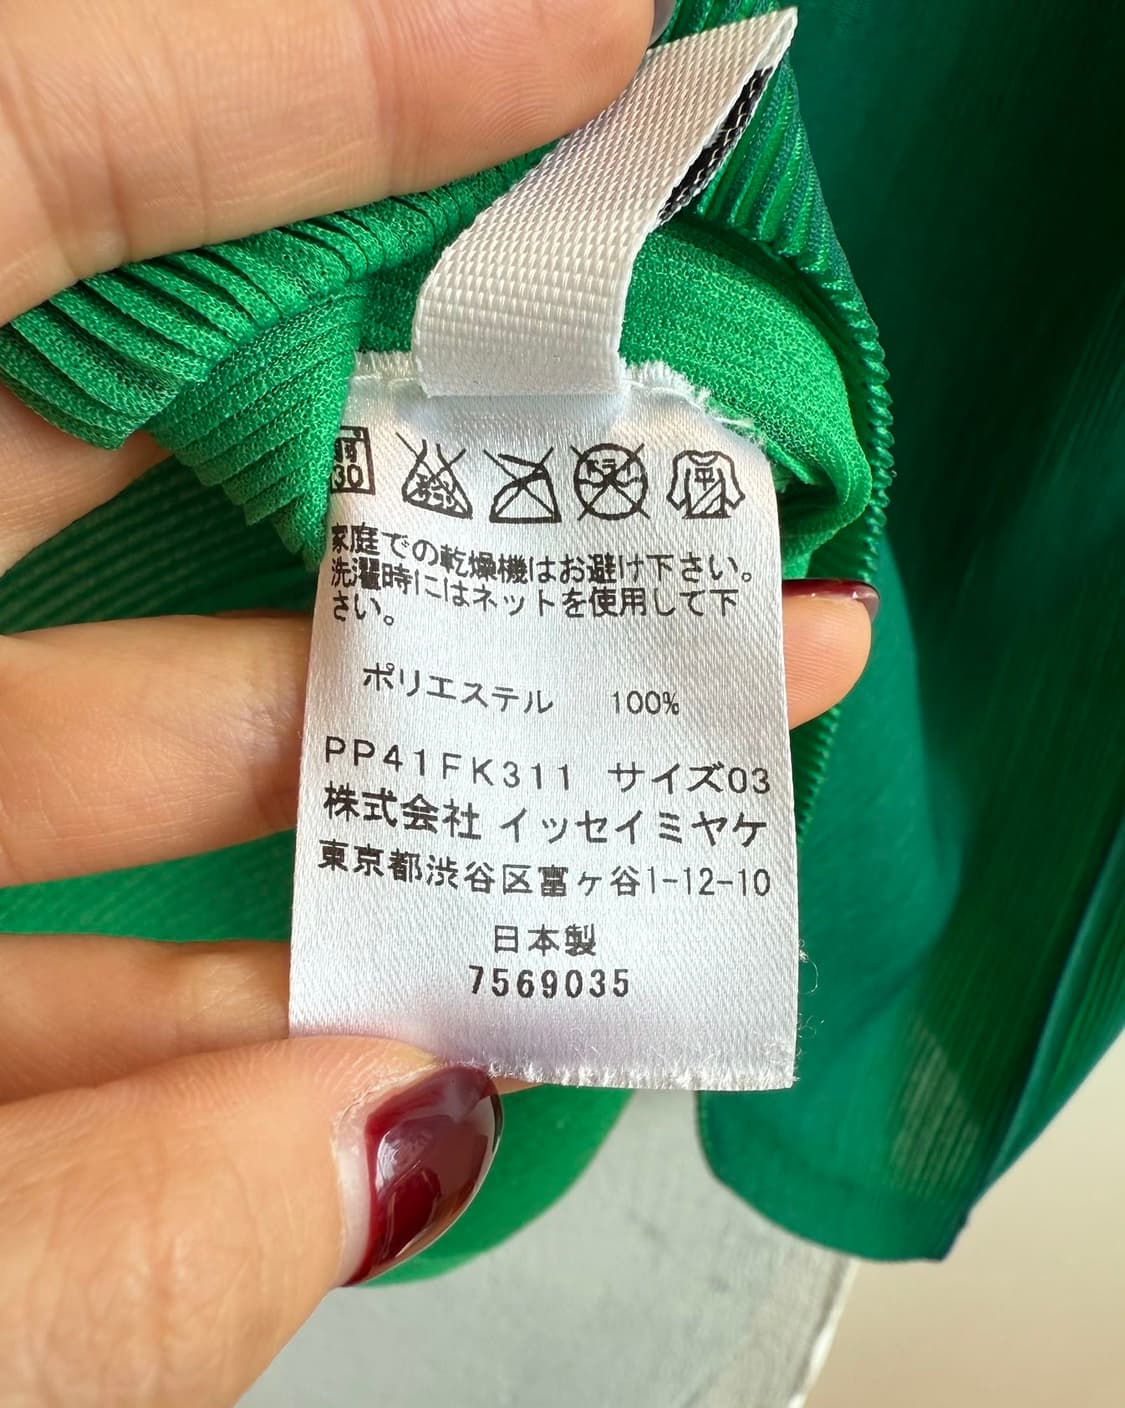 30
家庭での乾燥機はお避け下さい。
洗濯時にはネットを使用して下
さい。
ポリエステル 100%
PP41FK311 サイズ03
株式会社 イッセイミヤケ
東京都渋谷区富ヶ谷1-12-10
日本製
7569035